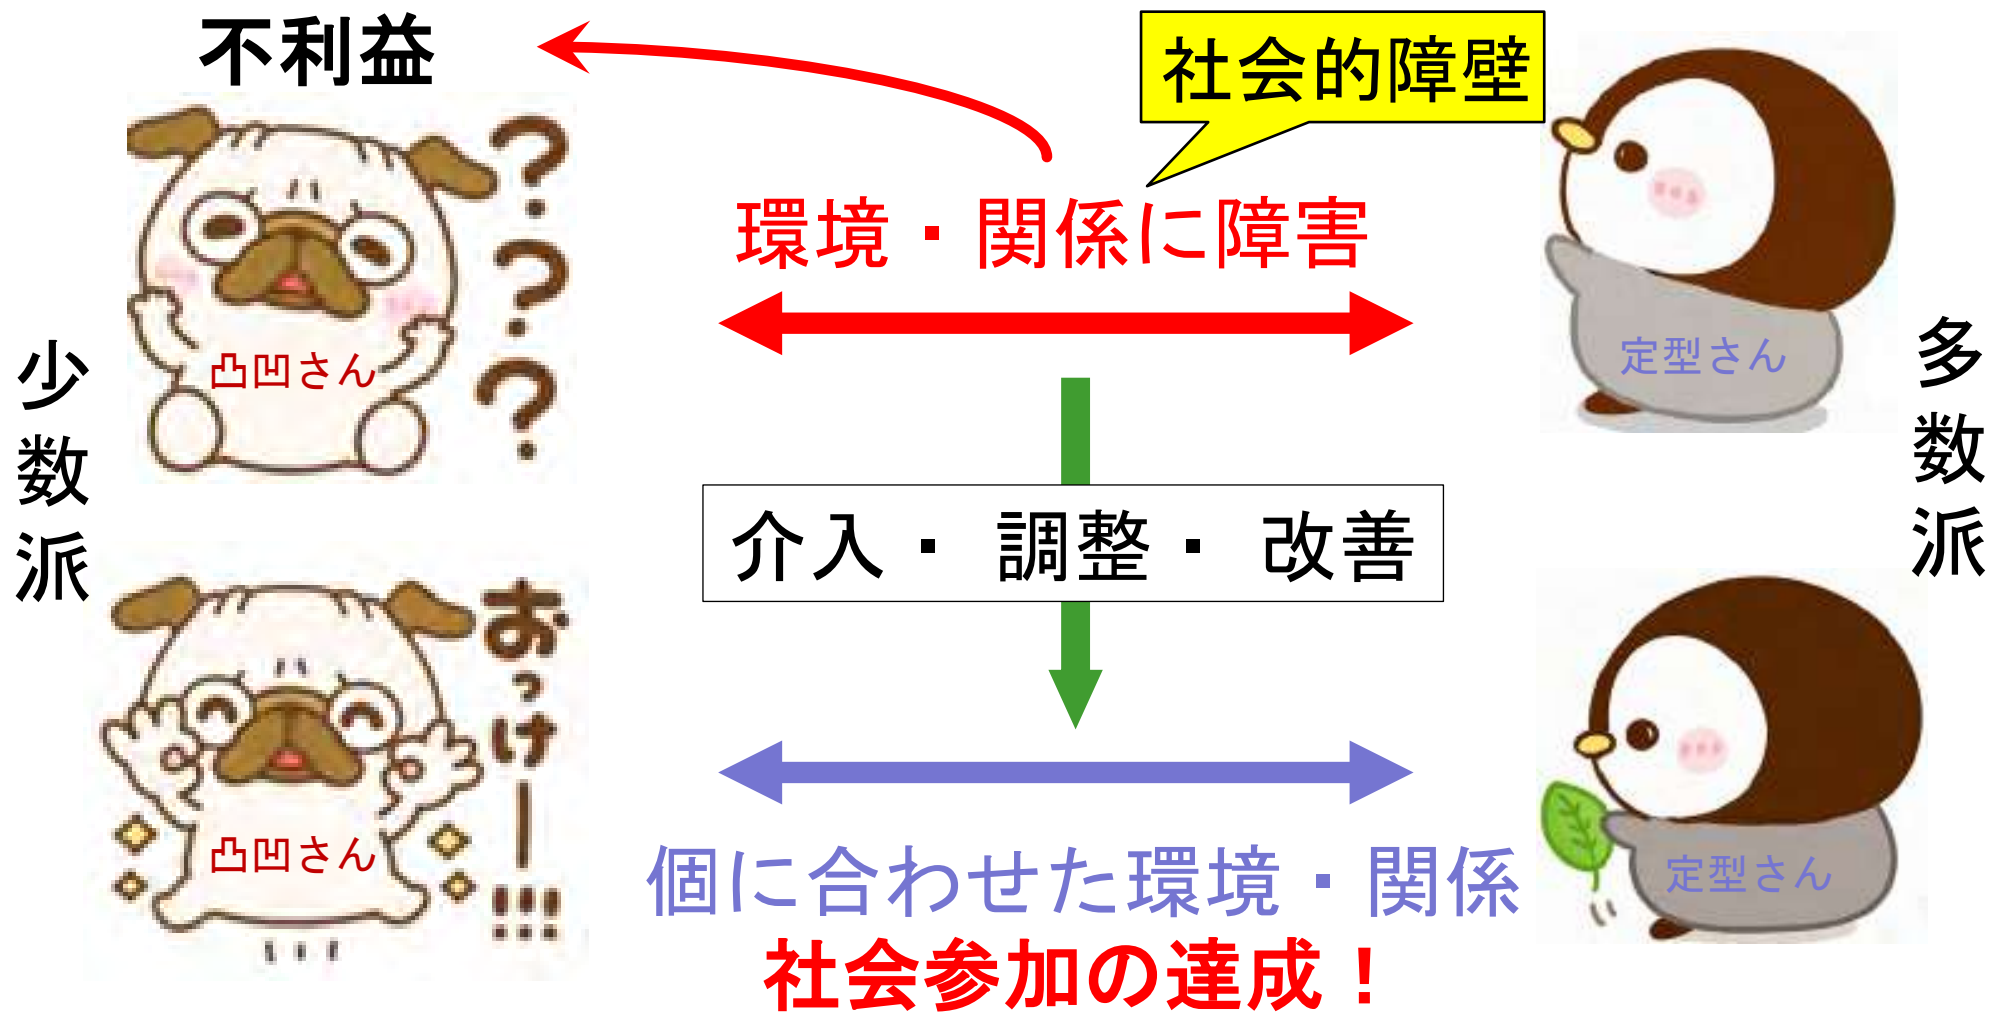 不利益
社会的障壁
???
環境・関係に障害
凸凹さん
定型さん
少数派
多数派
介入・調整・改善
おっけー!!!
凸凹さん
定型さん
個に合わせた環境・関係
社会参加の達成！